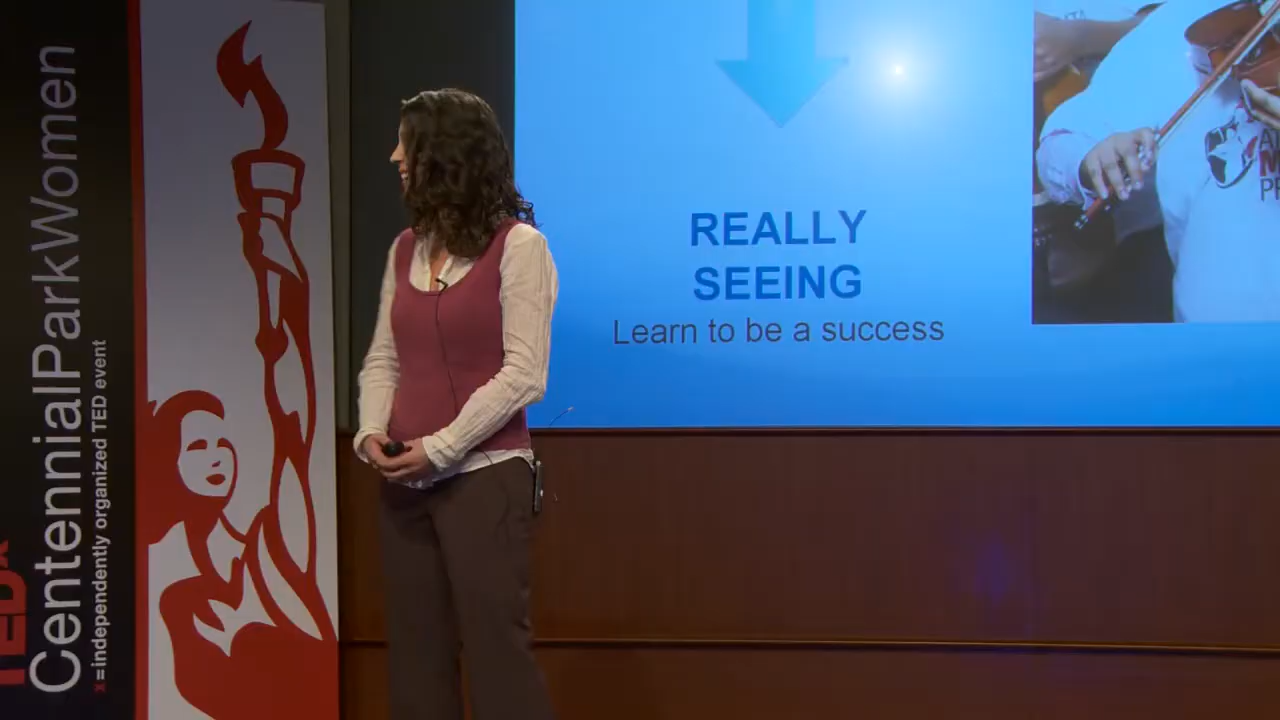 TEDx
CentennialParkWomen
x = independently organized TED event
REALLY
SEEING
Learn to be a success